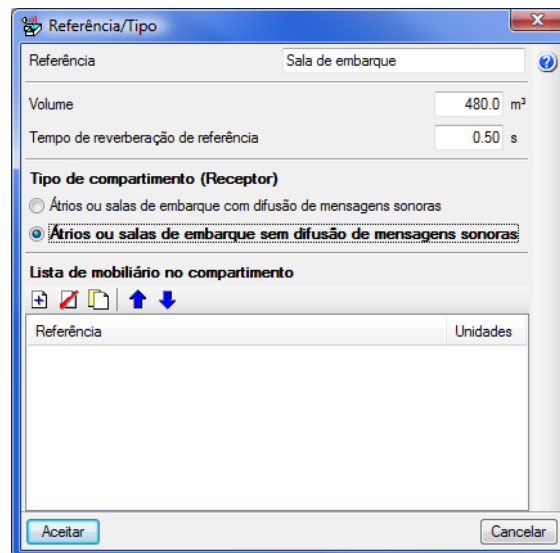 Referência/Tipo
Referência Sala de embarque
Volume 480.0 m³
Tempo de reverberação de referência 0.50 s
Tipo de compartimento (Receptor)
Átrios ou salas de embarque com difusão de mensagens sonoras
Átrios ou salas de embarque sem difusão de mensagens sonoras
Lista de mobiliário no compartimento
Referência Unidades
Aceitar Cancelar